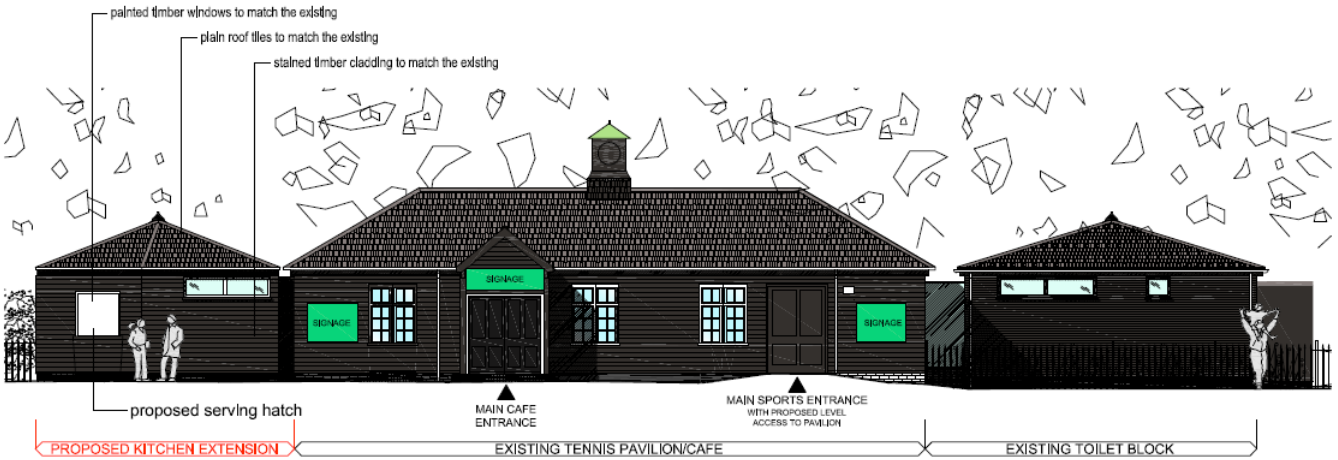 painted timber windows to match the existing
plain roof tiles to match the existing
stained timber cladding to match the existing
SIGNAGE
SIGNAGE
SIGNAGE
proposed serving hatch
MAIN CAFE
ENTRANCE
MAIN SPORTS ENTRANCE
WITH PROPOSED LEVEL
ACCESS TO PAVILION
PROPOSED KITCHEN EXTENSION
EXISTING TENNIS PAVILION/CAFE
EXISTING TOILET BLOCK